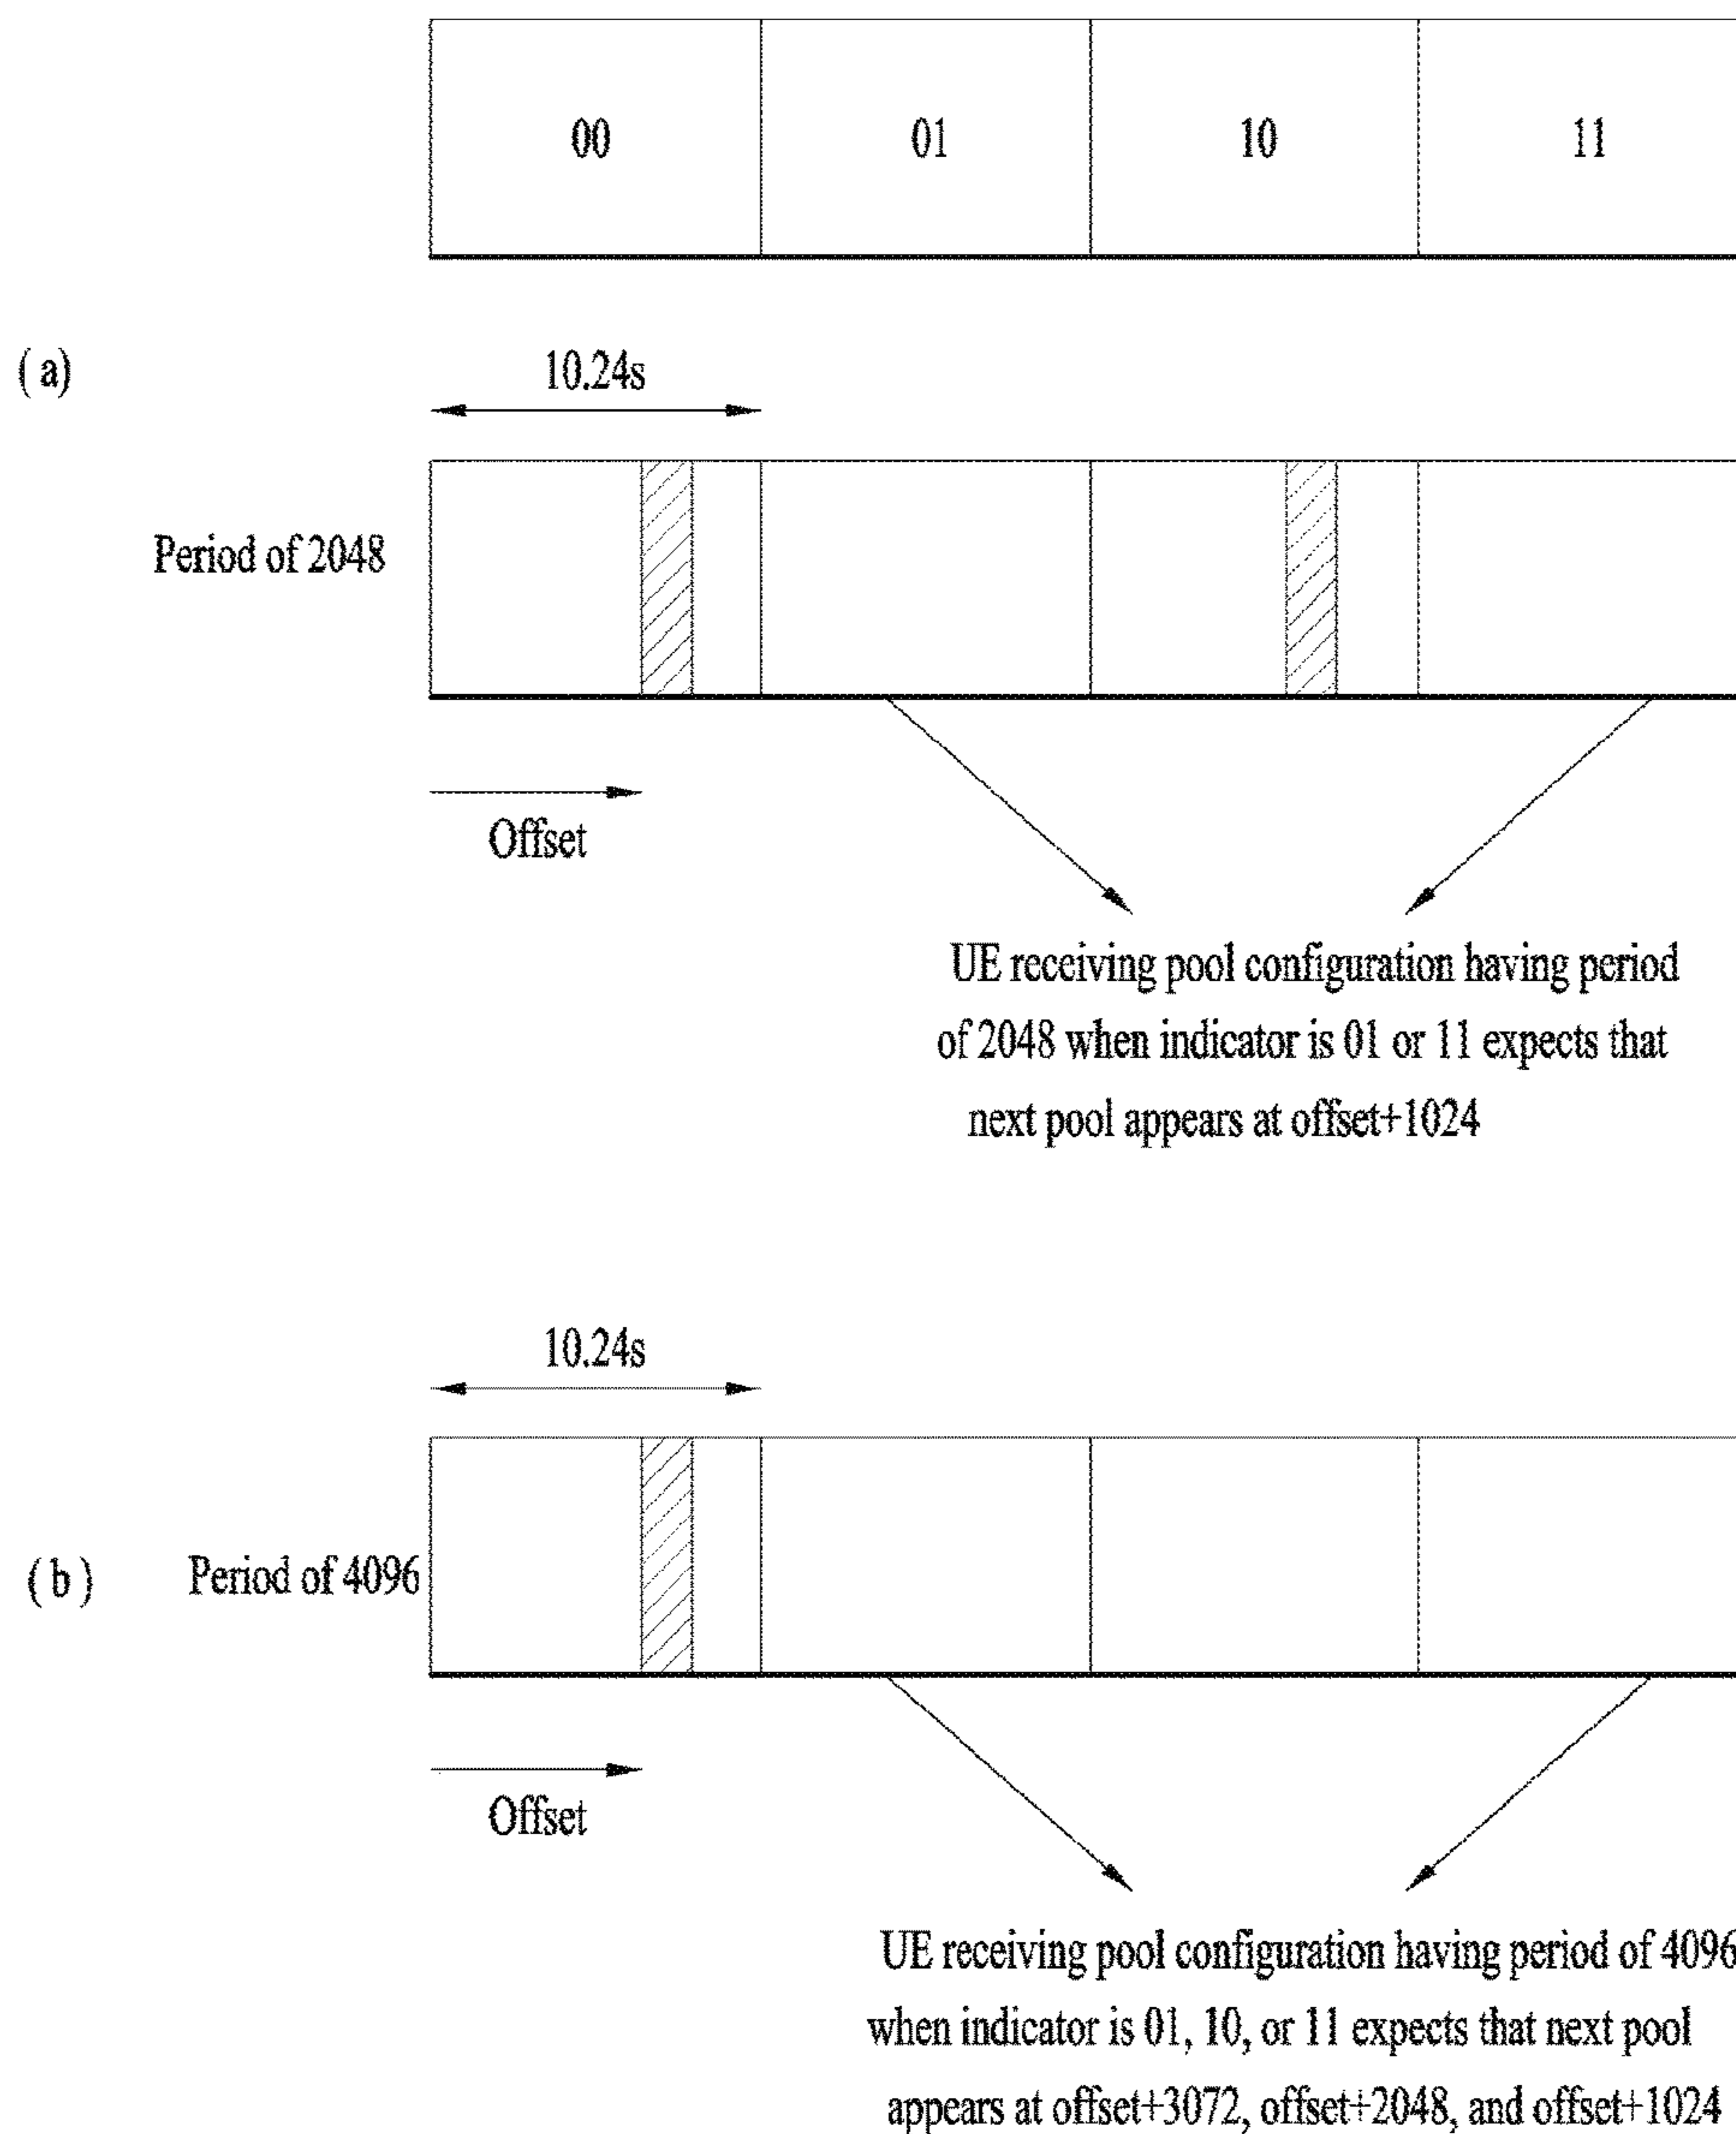 00 01 10 11
(a)
10.24s
Period of 2048
Offset
UE receiving pool configuration having period
of 2048 when indicator is 01 or 11 expects that
next pool appears at offset+1024
10.24s
(b) Period of 4096
Offset
UE receiving pool configuration having period of 4096
when indicator is 01, 10, or 11 expects that next pool
appears at offset+3072, offset+2048, and offset+1024